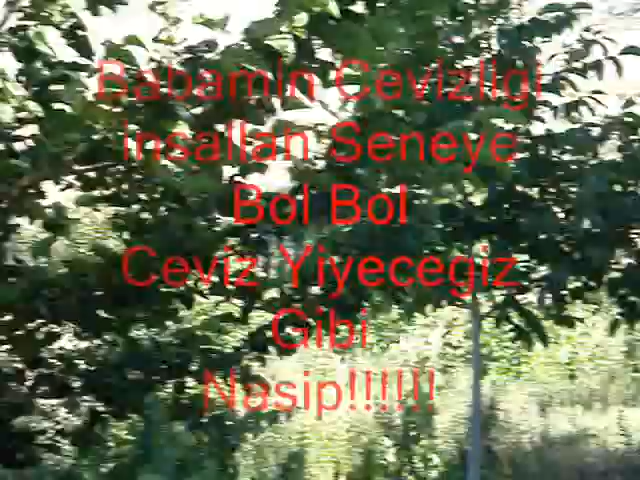 Babamin Cevizligi
insallah Seneye
Bol Bol
Ceviz Yiyecegiz
Gibi
Nasip!!!!!!